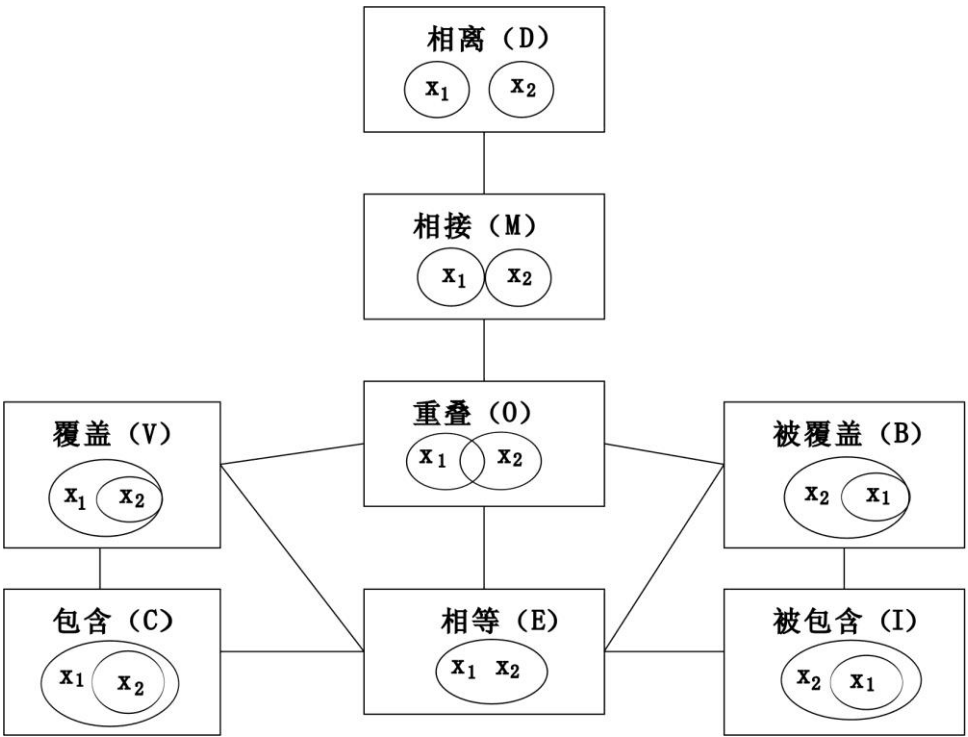 相离（D）
x₁ x₂
相接（M）
x₁ x₂
重叠（O）
x₁ x₂
覆盖（V）
x₁ x₂
被覆盖（B）
x₂ x₁
包含（C）
x₁ x₂
相等（E）
x₁ x₂
被包含（I）
x₂ x₁